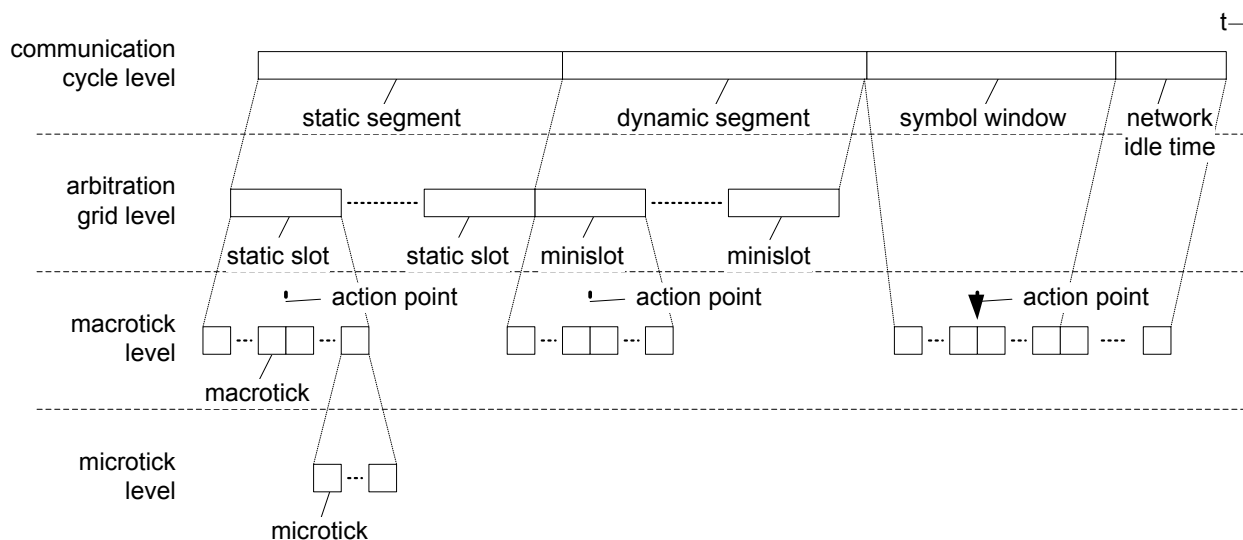 t
communication
cycle level
static segment
dynamic segment
symbol window
network
idle time
arbitration
grid level
static slot
static slot
minislot
minislot
action point
action point
action point
macrotick
level
macrotick
microtick
level
microtick